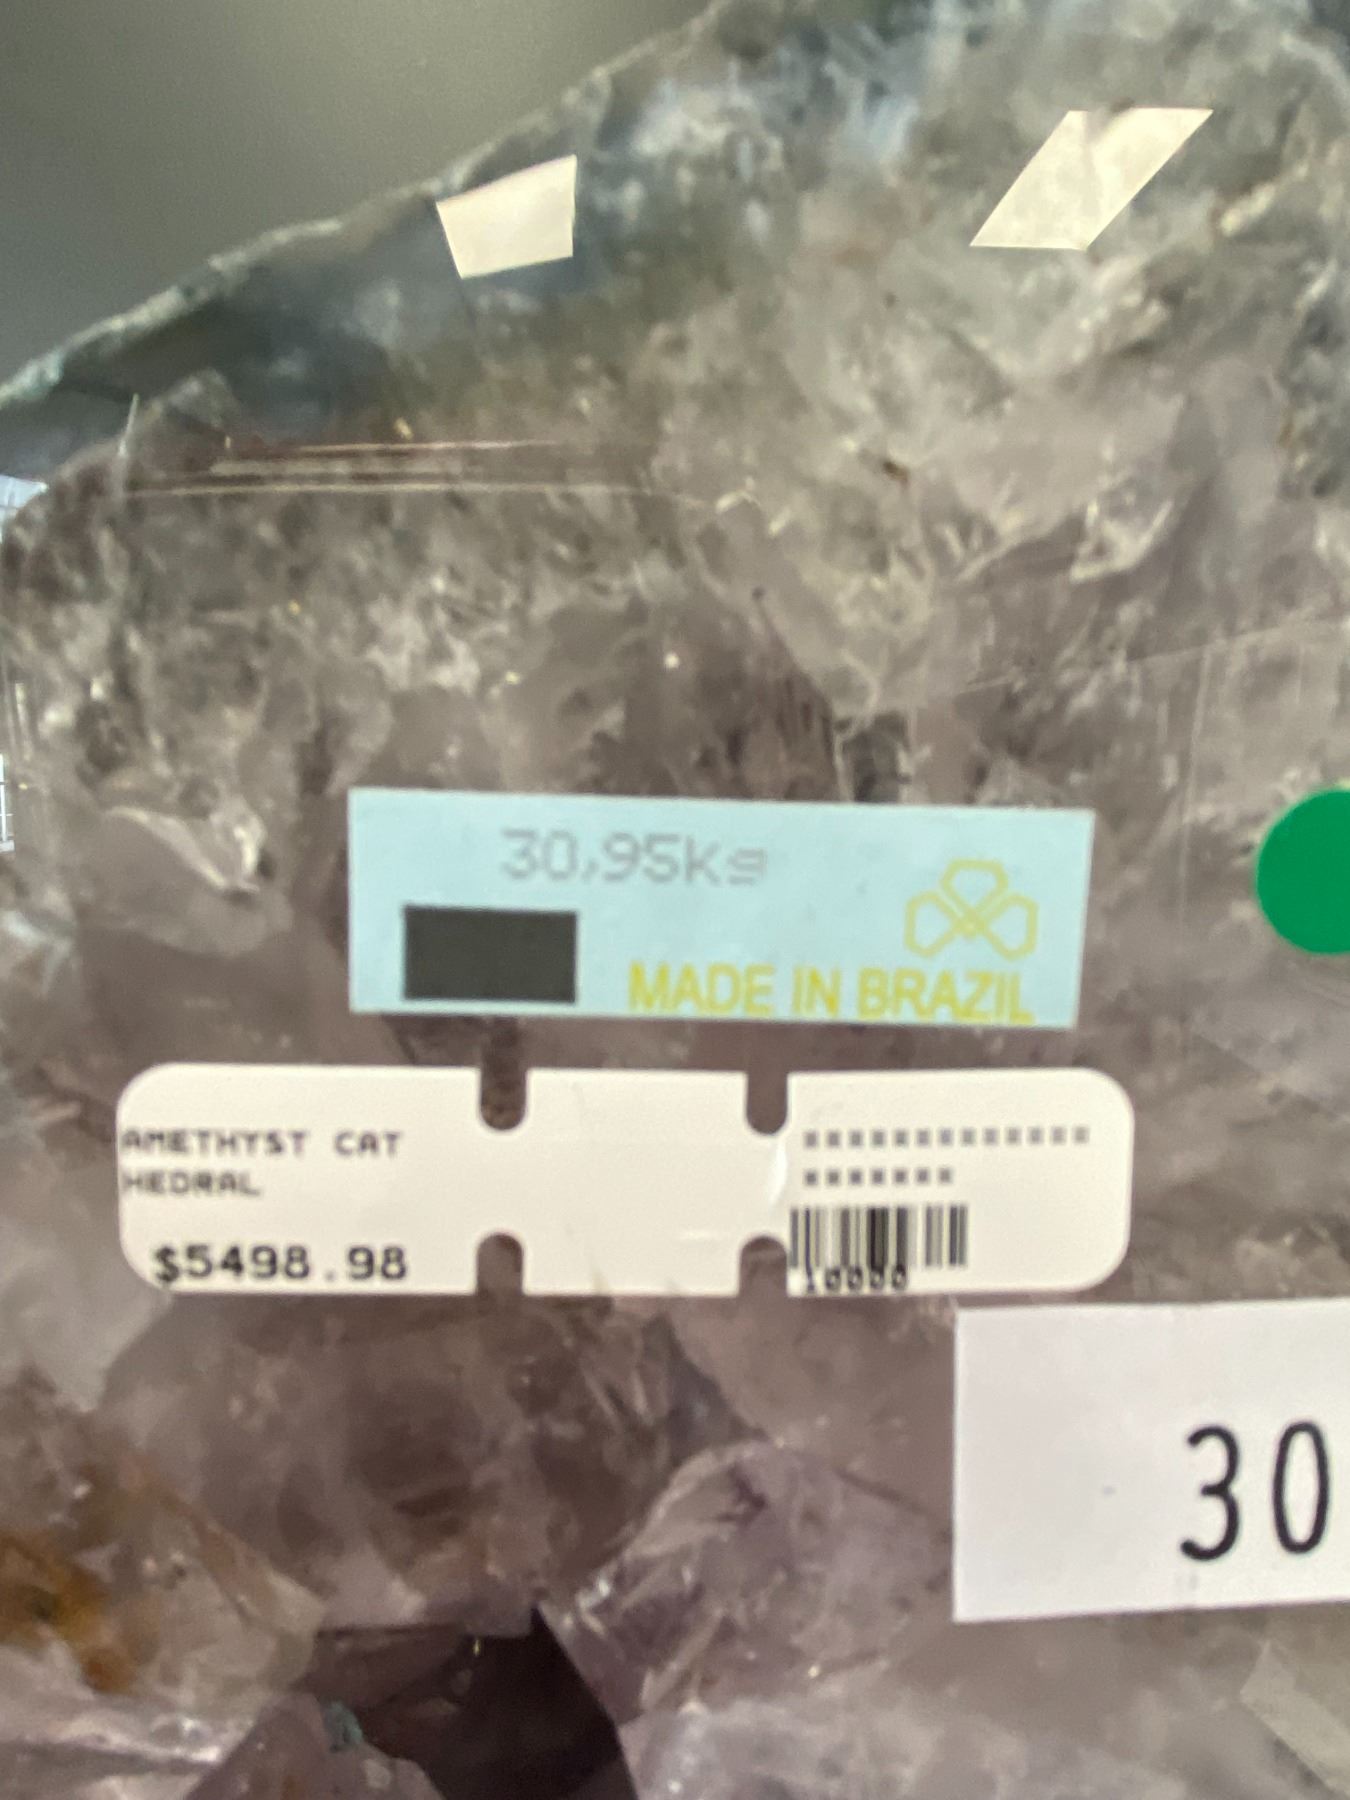 30,95Kg
MADE IN BRAZIL
AMETHYST CAT
HEDRAL
$5498.98
10000
30